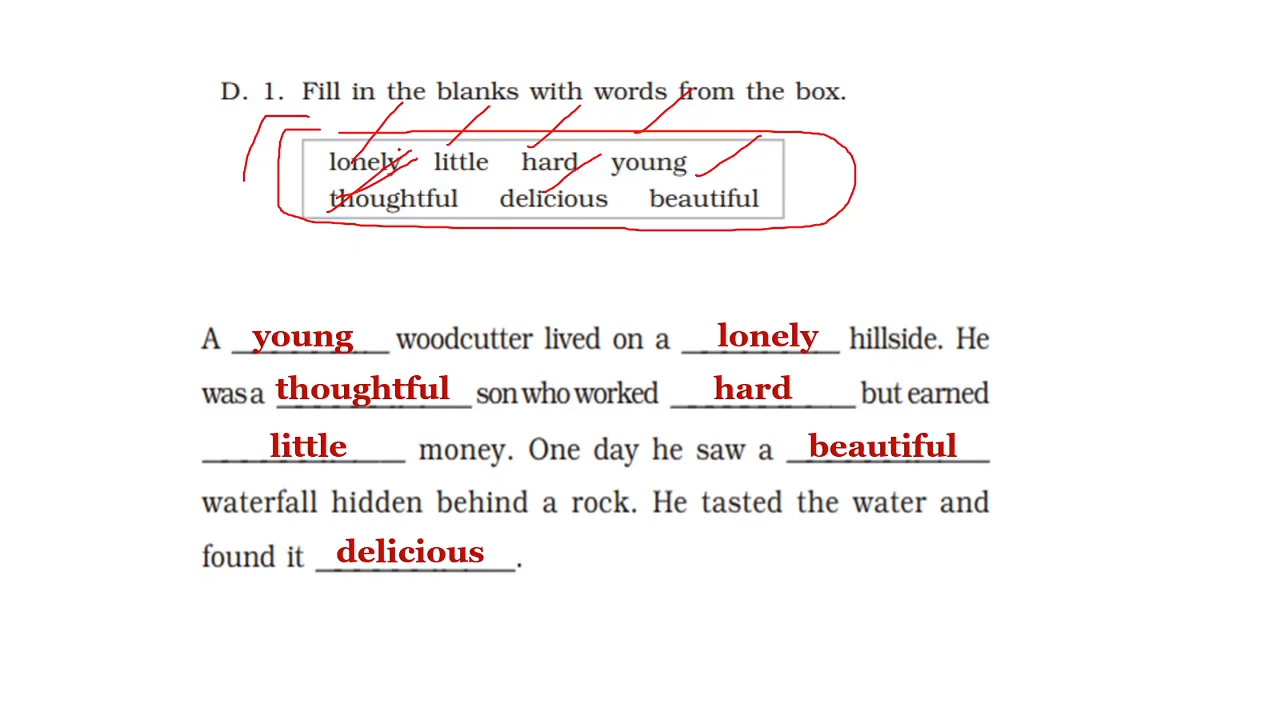 D. 1. Fill in the blanks with words from the box.
lonely little hard young
thoughtful delicious beautiful
A young woodcutter lived on a lonely hillside. He
was a thoughtful son who worked hard but earned
little money. One day he saw a beautiful
waterfall hidden behind a rock. He tasted the water and
found it delicious.